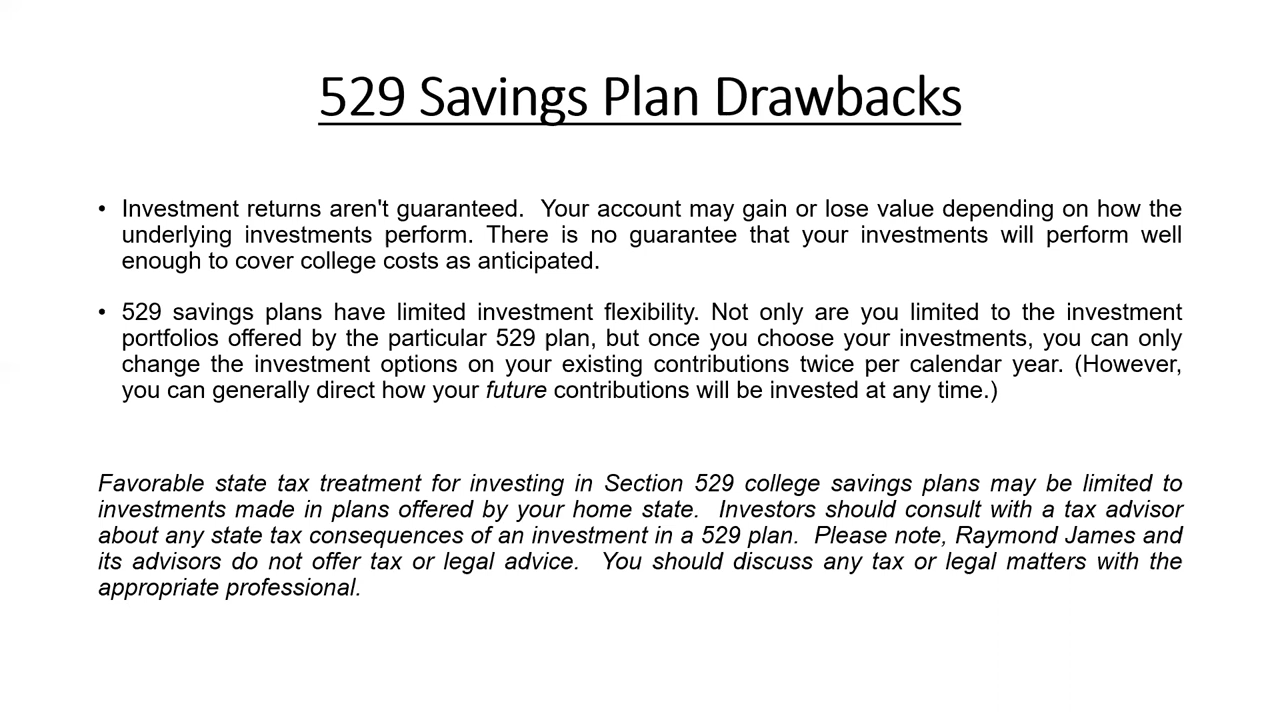 529 Savings Plan Drawbacks
• Investment returns aren't guaranteed.  Your account may gain or lose value depending on how the
underlying investments perform. There is no guarantee that your investments will perform well
enough to cover college costs as anticipated.
• 529 savings plans have limited investment flexibility. Not only are you limited to the investment
portfolios offered by the particular 529 plan, but once you choose your investments, you can only
change the investment options on your existing contributions twice per calendar year. (However,
you can generally direct how your future contributions will be invested at any time.)
Favorable state tax treatment for investing in Section 529 college savings plans may be limited to
investments made in plans offered by your home state.  Investors should consult with a tax advisor
about any state tax consequences of an investment in a 529 plan.  Please note, Raymond James and
its advisors do not offer tax or legal advice.  You should discuss any tax or legal matters with the
appropriate professional.